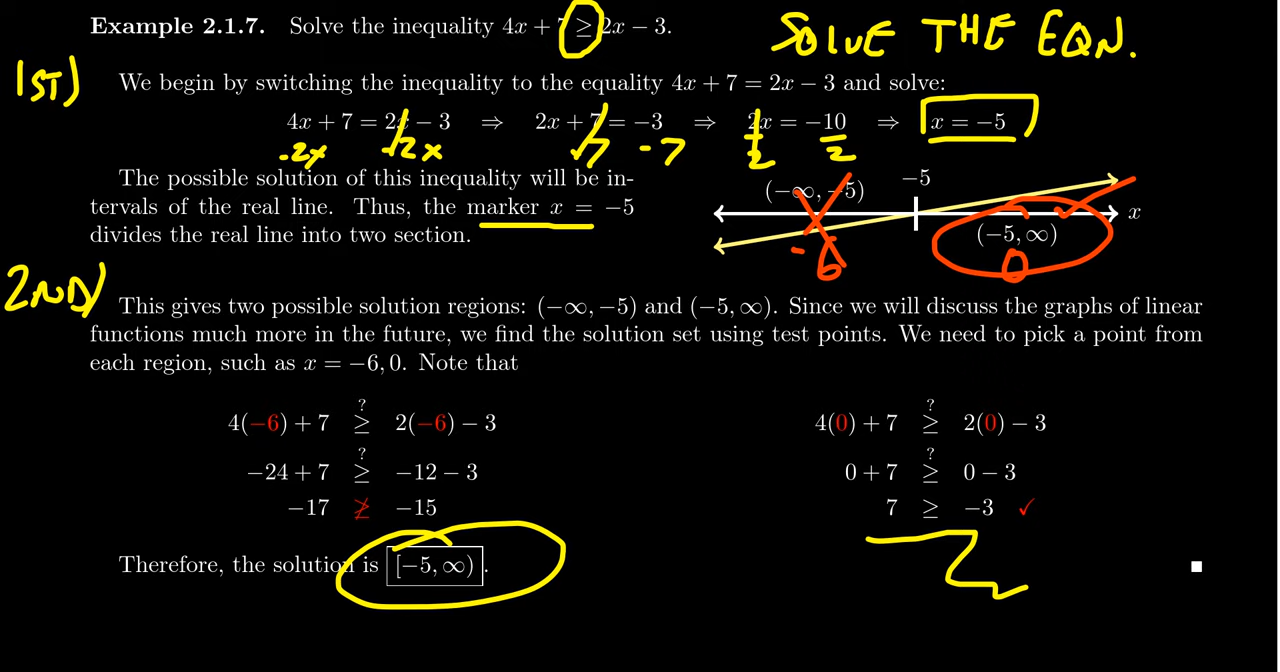 Example 2.1.7. Solve the inequality 4x + 7 ≥ 2x − 3.
SOLVE THE EQN.
1ST)
We begin by switching the inequality to the equality 4x + 7 = 2x − 3 and solve:
4x + 7 = 2x − 3 ⇒ 2x + 7 = −3 ⇒ 2x = −10 ⇒ x = −5
-2x -2x -7 -7 2 2
The possible solution of this inequality will be in-
tervals of the real line. Thus, the marker x = −5
divides the real line into two section.
(−∞, −5) −5
x
(−5, ∞)
-6 0
2ND)
This gives two possible solution regions: (−∞, −5) and (−5, ∞). Since we will discuss the graphs of linear
functions much more in the future, we find the solution set using test points. We need to pick a point from
each region, such as x = −6, 0. Note that
4(−6) + 7 ≥? 2(−6) − 3 4(0) + 7 ≥? 2(0) − 3
−24 + 7 ≥? −12 − 3 0 + 7 ≥? 0 − 3
−17 ≱ −15 7 ≥ −3 ✓
Therefore, the solution is [−5, ∞).